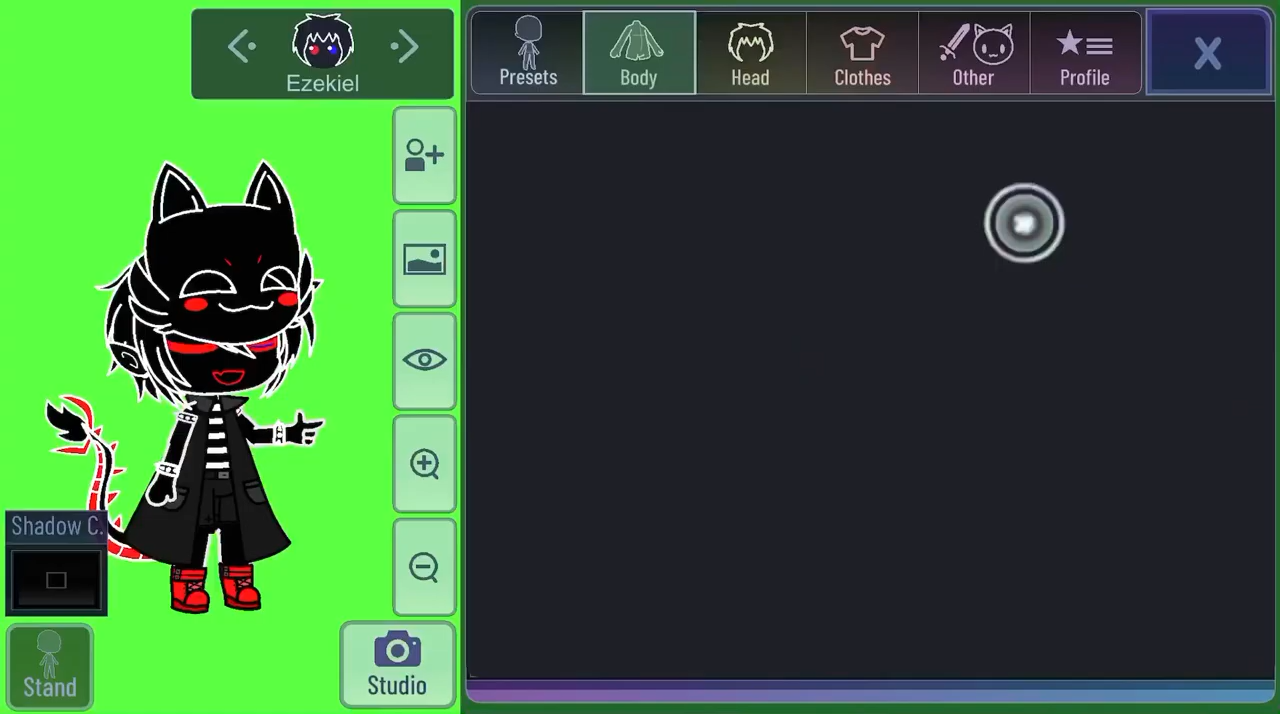 Ezekiel
Presets
Body
Head
Clothes
Other
Profile
X
Shadow C.
Stand
Studio